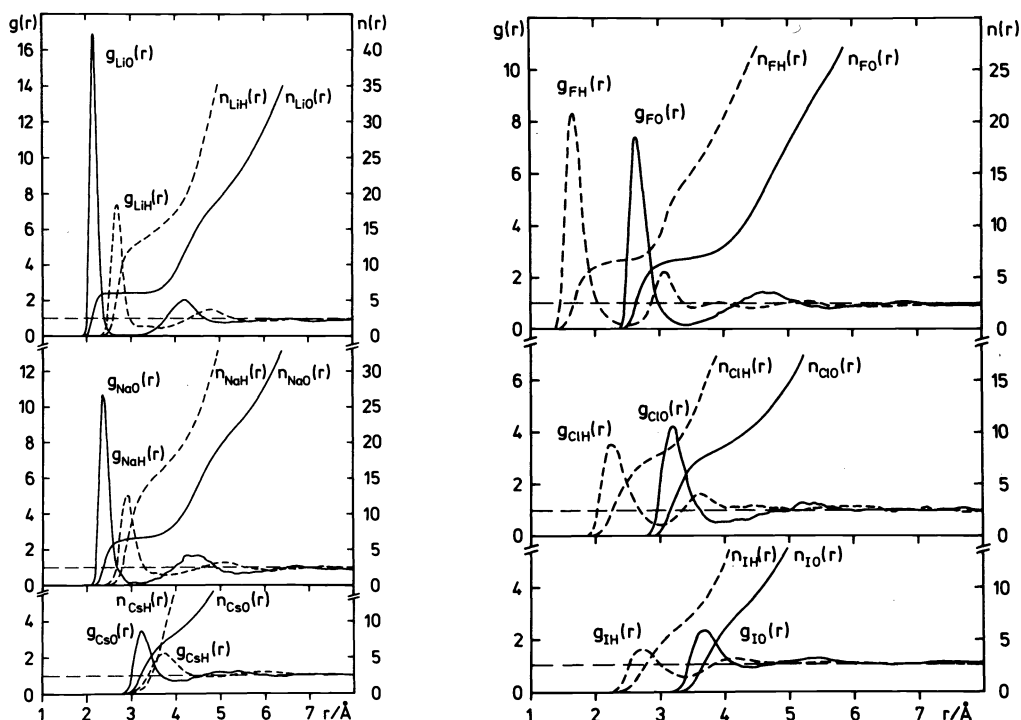 g(r) n(r)
16 40
g_LiO(r)
14 35
n_LiH(r) n_LiO(r)
12 30
10 25
8 20
g_LiH(r)
6 15
4 10
2 5
0 0
12 30
g_NaO(r) n_NaH(r) n_NaO(r)
10 25
8 20
g_NaH(r)
6 15
4 10
2 5
0 0
n_CsH(r) n_CsO(r)
4 10
g_CsO(r)
g_CsH(r)
2 5
0 0
1 2 3 4 5 6 r/Å
g(r) n(r)
n_FH(r) n_FO(r)
10 25
g_FH(r)
g_FO(r)
8 20
6 15
4 10
2 5
0 0
n_ClH(r) n_ClO(r)
6 15
g_ClO(r)
g_ClH(r)
4 10
2 5
0 0
n_IH(r) n_IO(r)
4 10
g_IH(r) g_IO(r)
2 5
0 0
1 2 3 4 5 6 7 r/Å